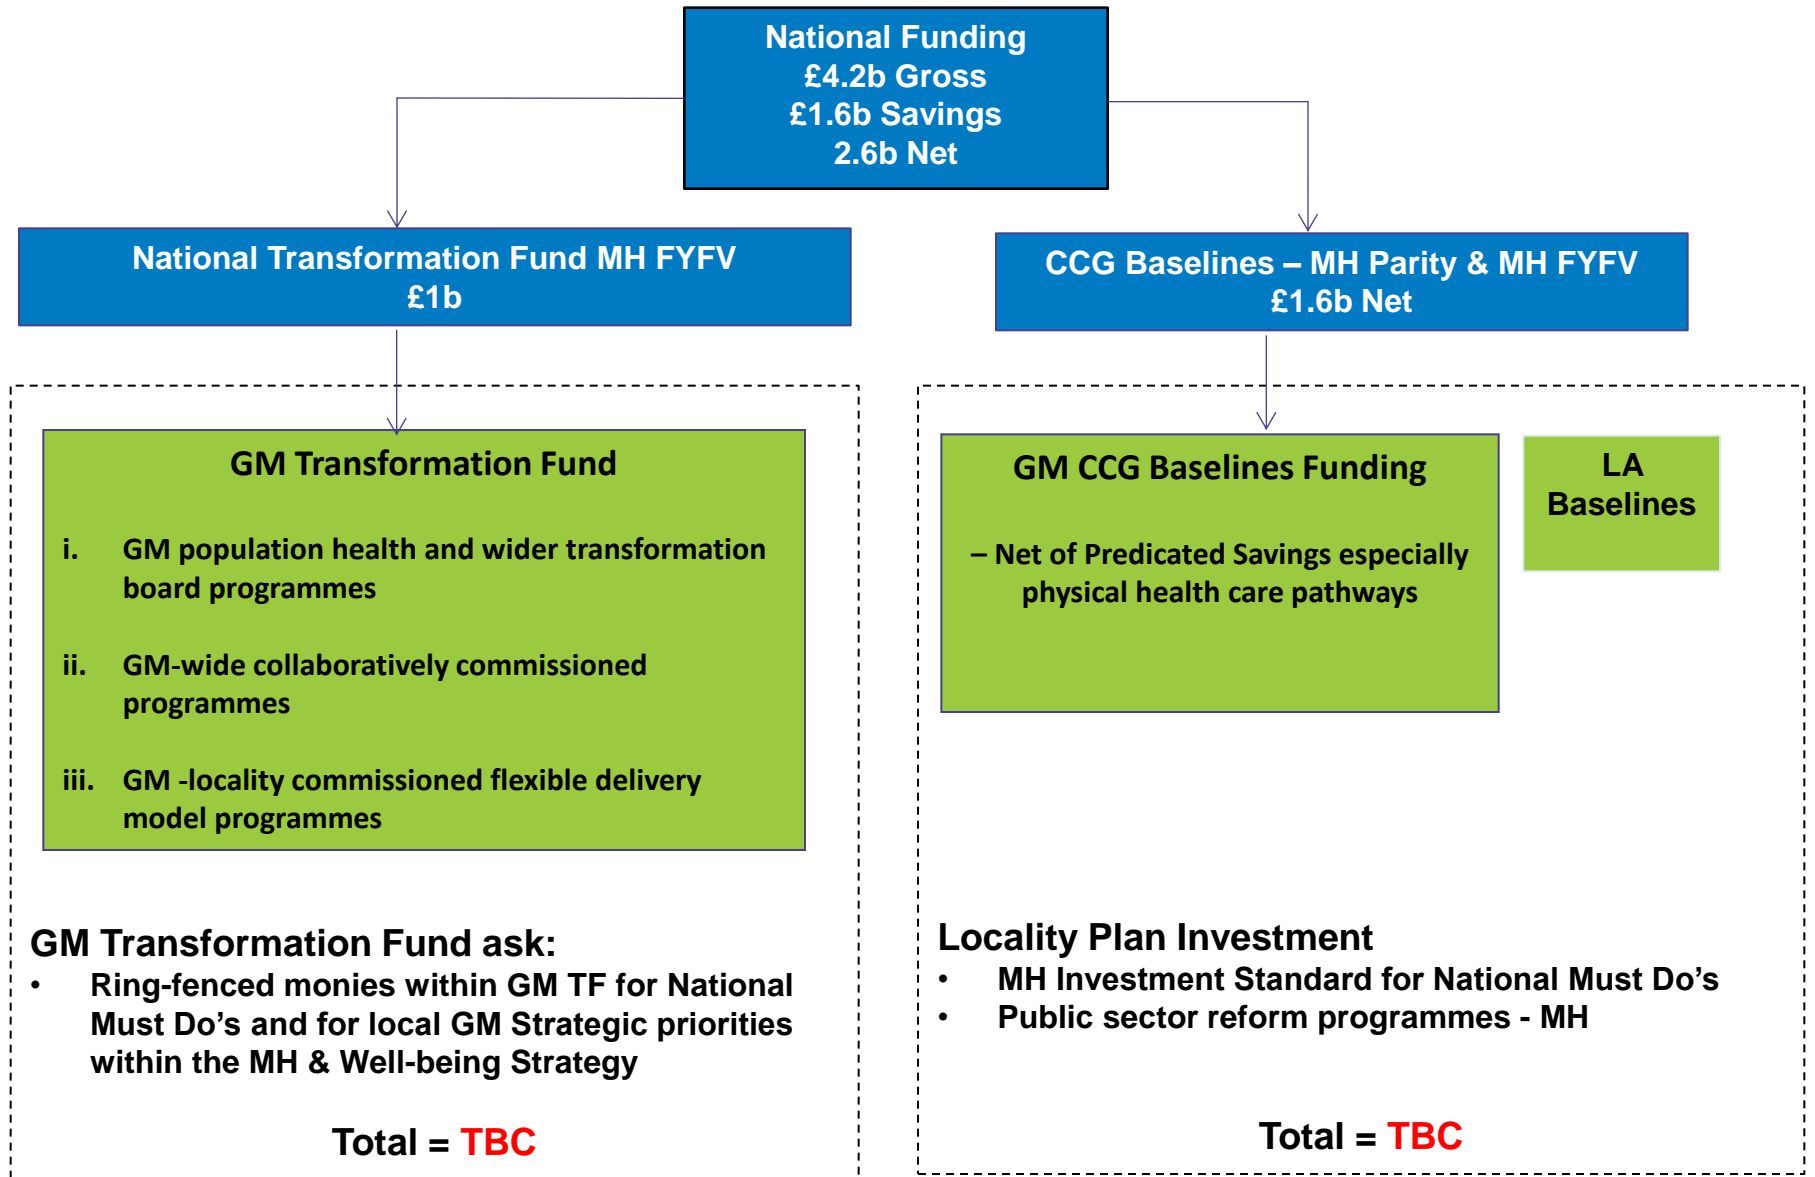 National Funding
£4.2b Gross
£1.6b Savings
2.6b Net
National Transformation Fund MH FYFV
£1b
CCG Baselines – MH Parity & MH FYFV
£1.6b Net
GM Transformation Fund
i. GM population health and wider transformation
board programmes
ii. GM-wide collaboratively commissioned
programmes
iii. GM -locality commissioned flexible delivery
model programmes
GM Transformation Fund ask:
• Ring-fenced monies within GM TF for National
Must Do’s and for local GM Strategic priorities
within the MH & Well-being Strategy
Total = TBC
GM CCG Baselines Funding
– Net of Predicated Savings especially
physical health care pathways
LA
Baselines
Locality Plan Investment
• MH Investment Standard for National Must Do’s
• Public sector reform programmes - MH
Total = TBC